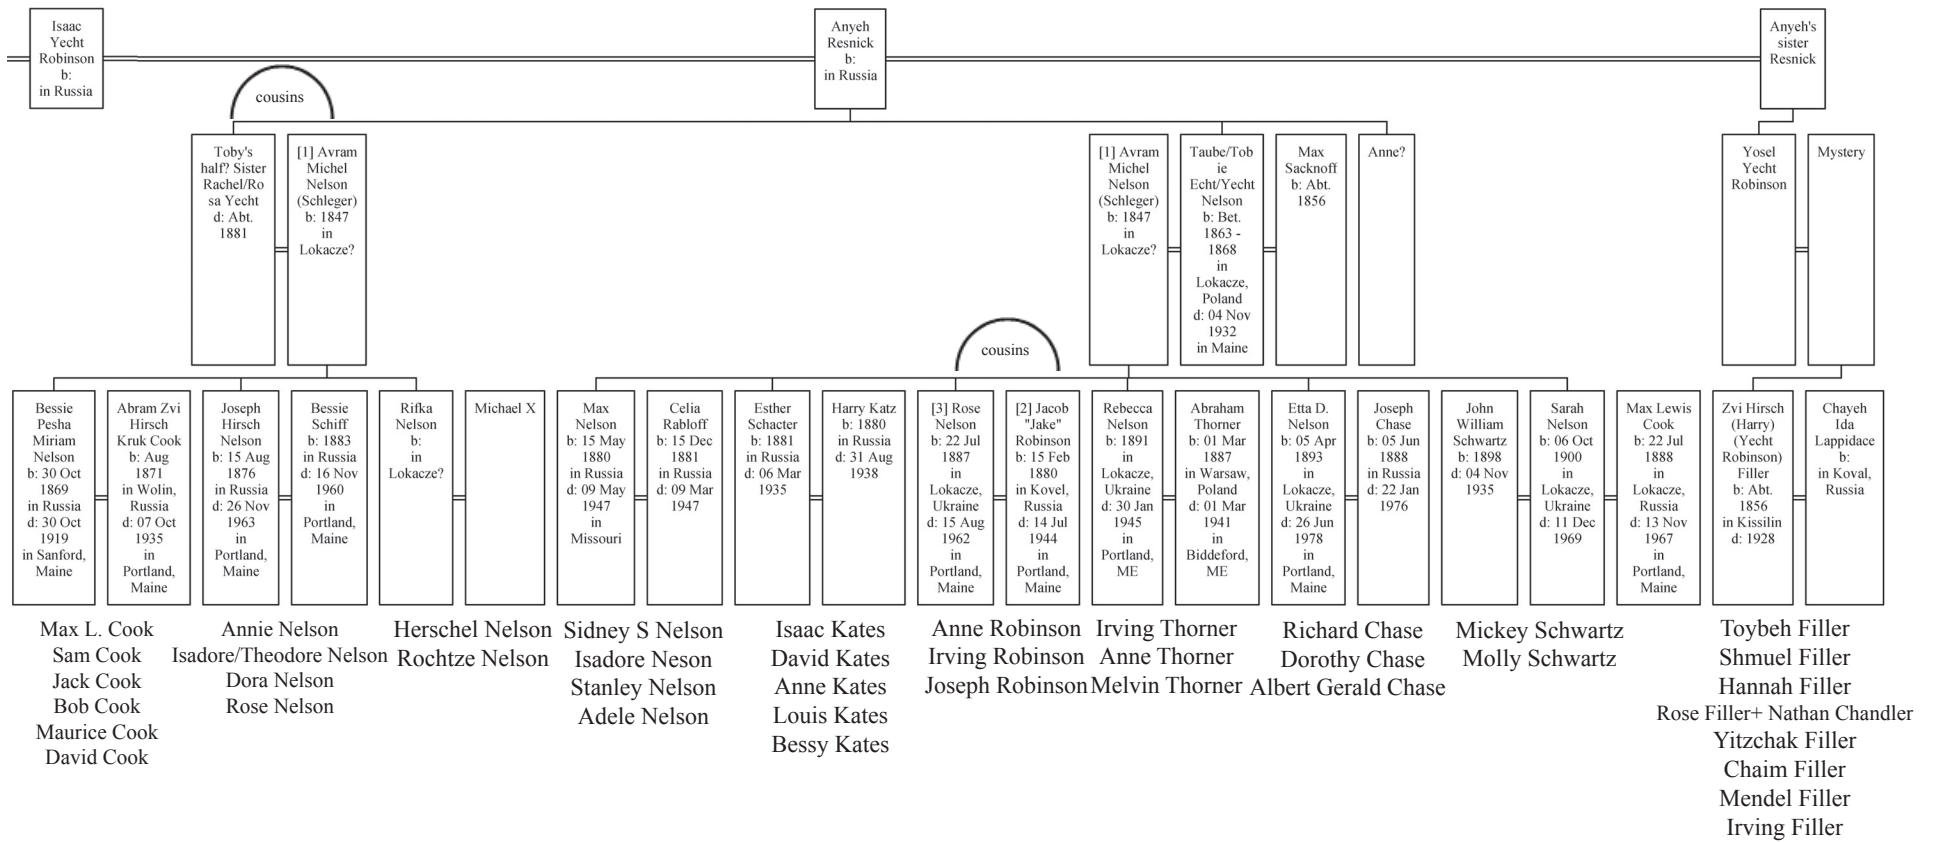 Isaac
Yecht
Robinson
b:
in Russia
Anyeh
Resnick
b:
in Russia
Anyeh's
sister
Resnick
cousins
Toby's
half? Sister
Rachel/Ro
sa Yecht
d: Abt.
1881
[1] Avram
Michel
Nelson
(Schleger)
b: 1847
in
Lokacze?
[1] Avram
Michel
Nelson
(Schleger)
b: 1847
in
Lokacze?
Taube/Tob
ie
Echt/Yecht
Nelson
b: Bet.
1863 -
1868
in
Lokacze,
Poland
d: 04 Nov
1932
in Maine
Max
Sacknoff
b: Abt.
1856
Anne?
Yosel
Yecht
Robinson
Mystery
cousins
Bessie
Pesha
Miriam
Nelson
b: 30 Oct
1869
in Russia
d: 30 Oct
1919
in Sanford,
Maine
Abram Zvi
Hirsch
Kruk Cook
b: Aug
1871
in Wolin,
Russia
d: 07 Oct
1935
in
Portland,
Maine
Joseph
Hirsch
Nelson
b: 15 Aug
1876
in Russia
d: 26 Nov
1963
in
Portland,
Maine
Bessie
Schiff
b: 1883
in Russia
d: 16 Nov
1960
in
Portland,
Maine
Rifka
Nelson
b:
in
Lokacze?
Michael X
Max
Nelson
b: 15 May
1880
in Russia
d: 09 May
1947
in
Missouri
Celia
Rabloff
b: 15 Dec
1881
in Russia
d: 09 Mar
1947
Esther
Schacter
b: 1881
in Russia
d: 06 Mar
1935
Harry Katz
b: 1880
in Russia
d: 31 Aug
1938
[3] Rose
Nelson
b: 22 Jul
1887
in
Lokacze,
Ukraine
d: 15 Aug
1962
in
Portland,
Maine
[2] Jacob
"Jake"
Robinson
b: 15 Feb
1880
in Kovel,
Russia
d: 14 Jul
1944
in
Portland,
Maine
Rebecca
Nelson
b: 1891
in
Lokacze,
Ukraine
d: 30 Jan
1945
in
Portland,
ME
Abraham
Thorner
b: 01 Mar
1887
in Warsaw,
Poland
d: 01 Mar
1941
in
Biddeford,
ME
Etta D.
Nelson
b: 05 Apr
1893
in
Lokacze,
Ukraine
d: 26 Jun
1978
in
Portland,
Maine
Joseph
Chase
b: 05 Jun
1888
in Russia
d: 22 Jan
1976
John
William
Schwartz
b: 1898
d: 04 Nov
1935
Sarah
Nelson
b: 06 Oct
1900
in
Lokacze,
Ukraine
d: 11 Dec
1969
Max Lewis
Cook
b: 22 Jul
1888
in
Lokacze,
Russia
d: 13 Nov
1967
in
Portland,
Maine
Zvi Hirsch
(Harry)
(Yecht
Robinson)
Filler
b: Abt.
1856
in Kissilin
d: 1928
Chayeh
Ida
Lappidace
b:
in Koval,
Russia
Max L. Cook
Sam Cook
Jack Cook
Bob Cook
Maurice Cook
David Cook
Annie Nelson
Isadore/Theodore Nelson
Dora Nelson
Rose Nelson
Herschel Nelson
Rochtze Nelson
Sidney S Nelson
Isadore Neson
Stanley Nelson
Adele Nelson
Isaac Kates
David Kates
Anne Kates
Louis Kates
Bessy Kates
Anne Robinson
Irving Robinson
Joseph Robinson
Irving Thorner
Anne Thorner
Melvin Thorner
Richard Chase
Dorothy Chase
Albert Gerald Chase
Mickey Schwartz
Molly Schwartz
Toybeh Filler
Shmuel Filler
Hannah Filler
Rose Filler+ Nathan Chandler
Yitzchak Filler
Chaim Filler
Mendel Filler
Irving Filler